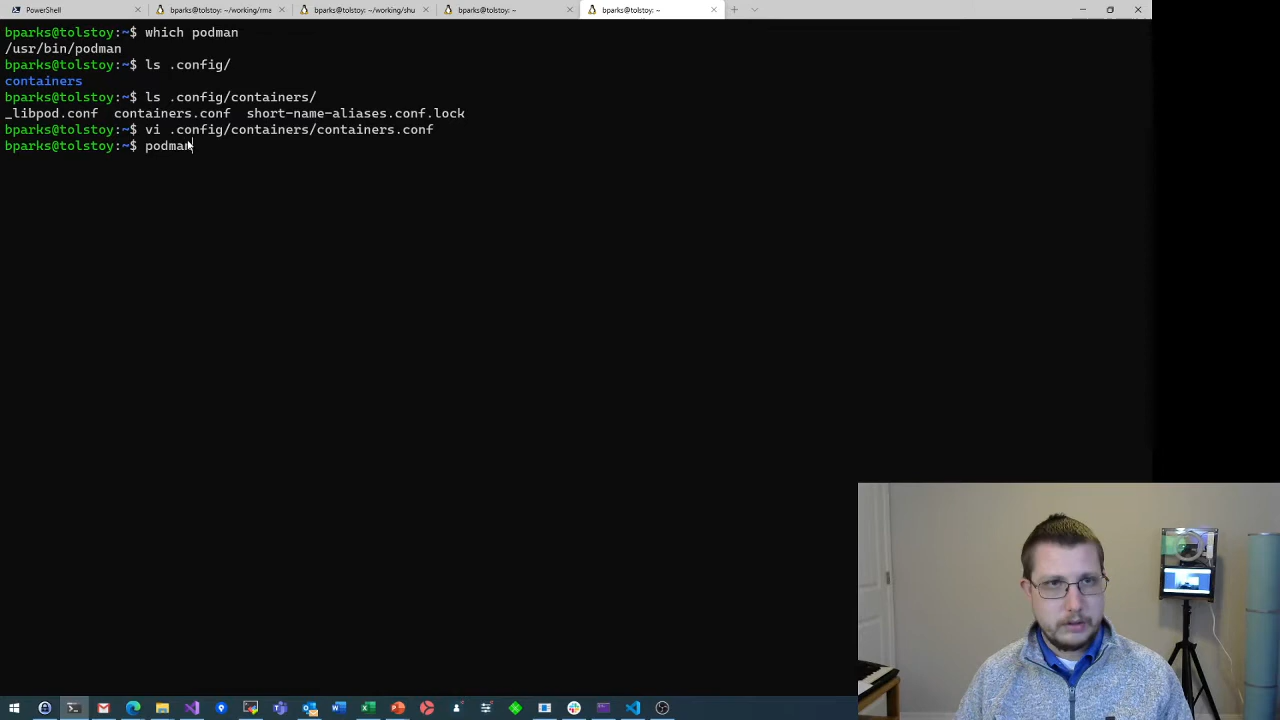 PowerShell
bparks@tolstoy: ~/working/rma
bparks@tolstoy: ~/working/shu
bparks@tolstoy: ~
bparks@tolstoy: ~
bparks@tolstoy:~$ which podman
/usr/bin/podman
bparks@tolstoy:~$ ls .config/
containers
bparks@tolstoy:~$ ls .config/containers/
_libpod.conf  containers.conf  short-name-aliases.conf.lock
bparks@tolstoy:~$ vi .config/containers/containers.conf
bparks@tolstoy:~$ podman